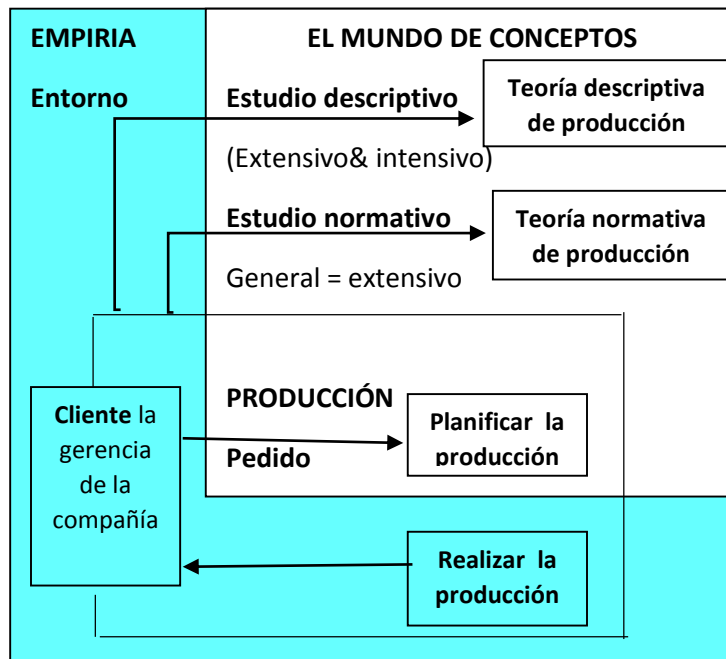 EMPIRIA
EL MUNDO DE CONCEPTOS
Entorno
Estudio descriptivo
(Extensivo& intensivo)
Teoría descriptiva
de producción
Estudio normativo
General = extensivo
Teoría normativa
de producción
Cliente la
gerencia
de la
compañía
PRODUCCIÓN
Pedido
Planificar la
producción
Realizar la
producción